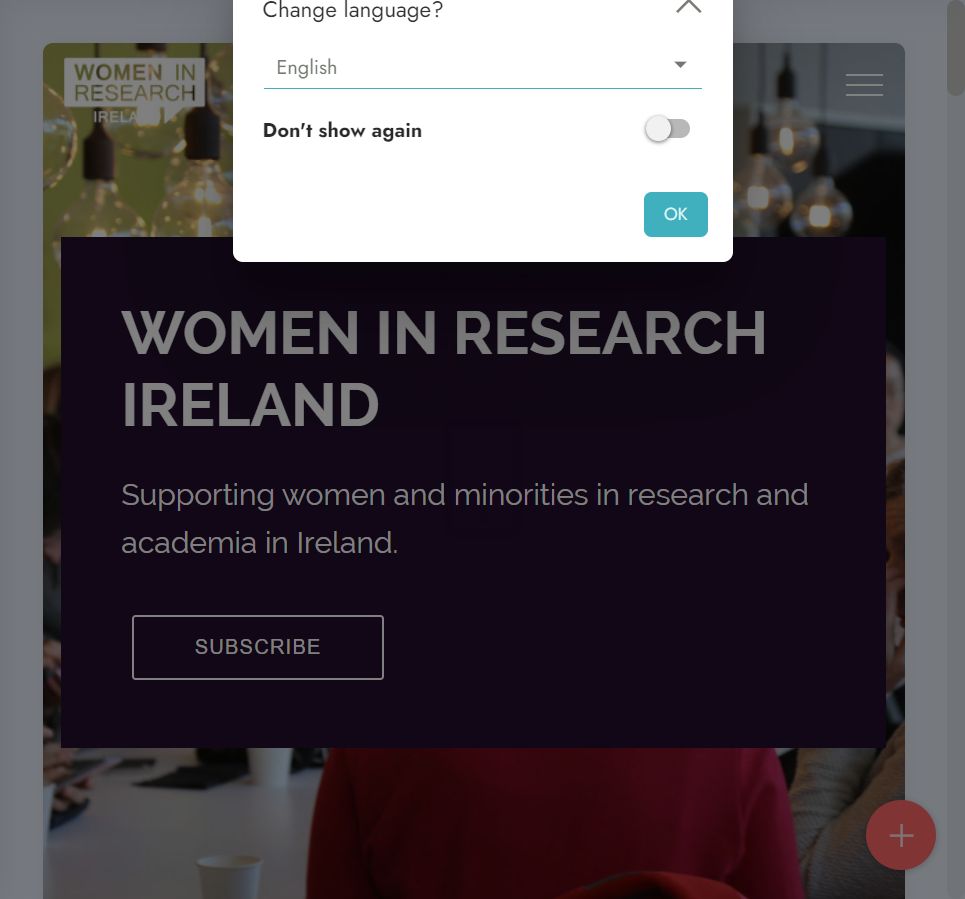 Change language?
English
Don't show again
OK
WOMEN IN
RESEARCH
IRELAND
WOMEN IN RESEARCH
IRELAND
Supporting women and minorities in research and
academia in Ireland.
SUBSCRIBE